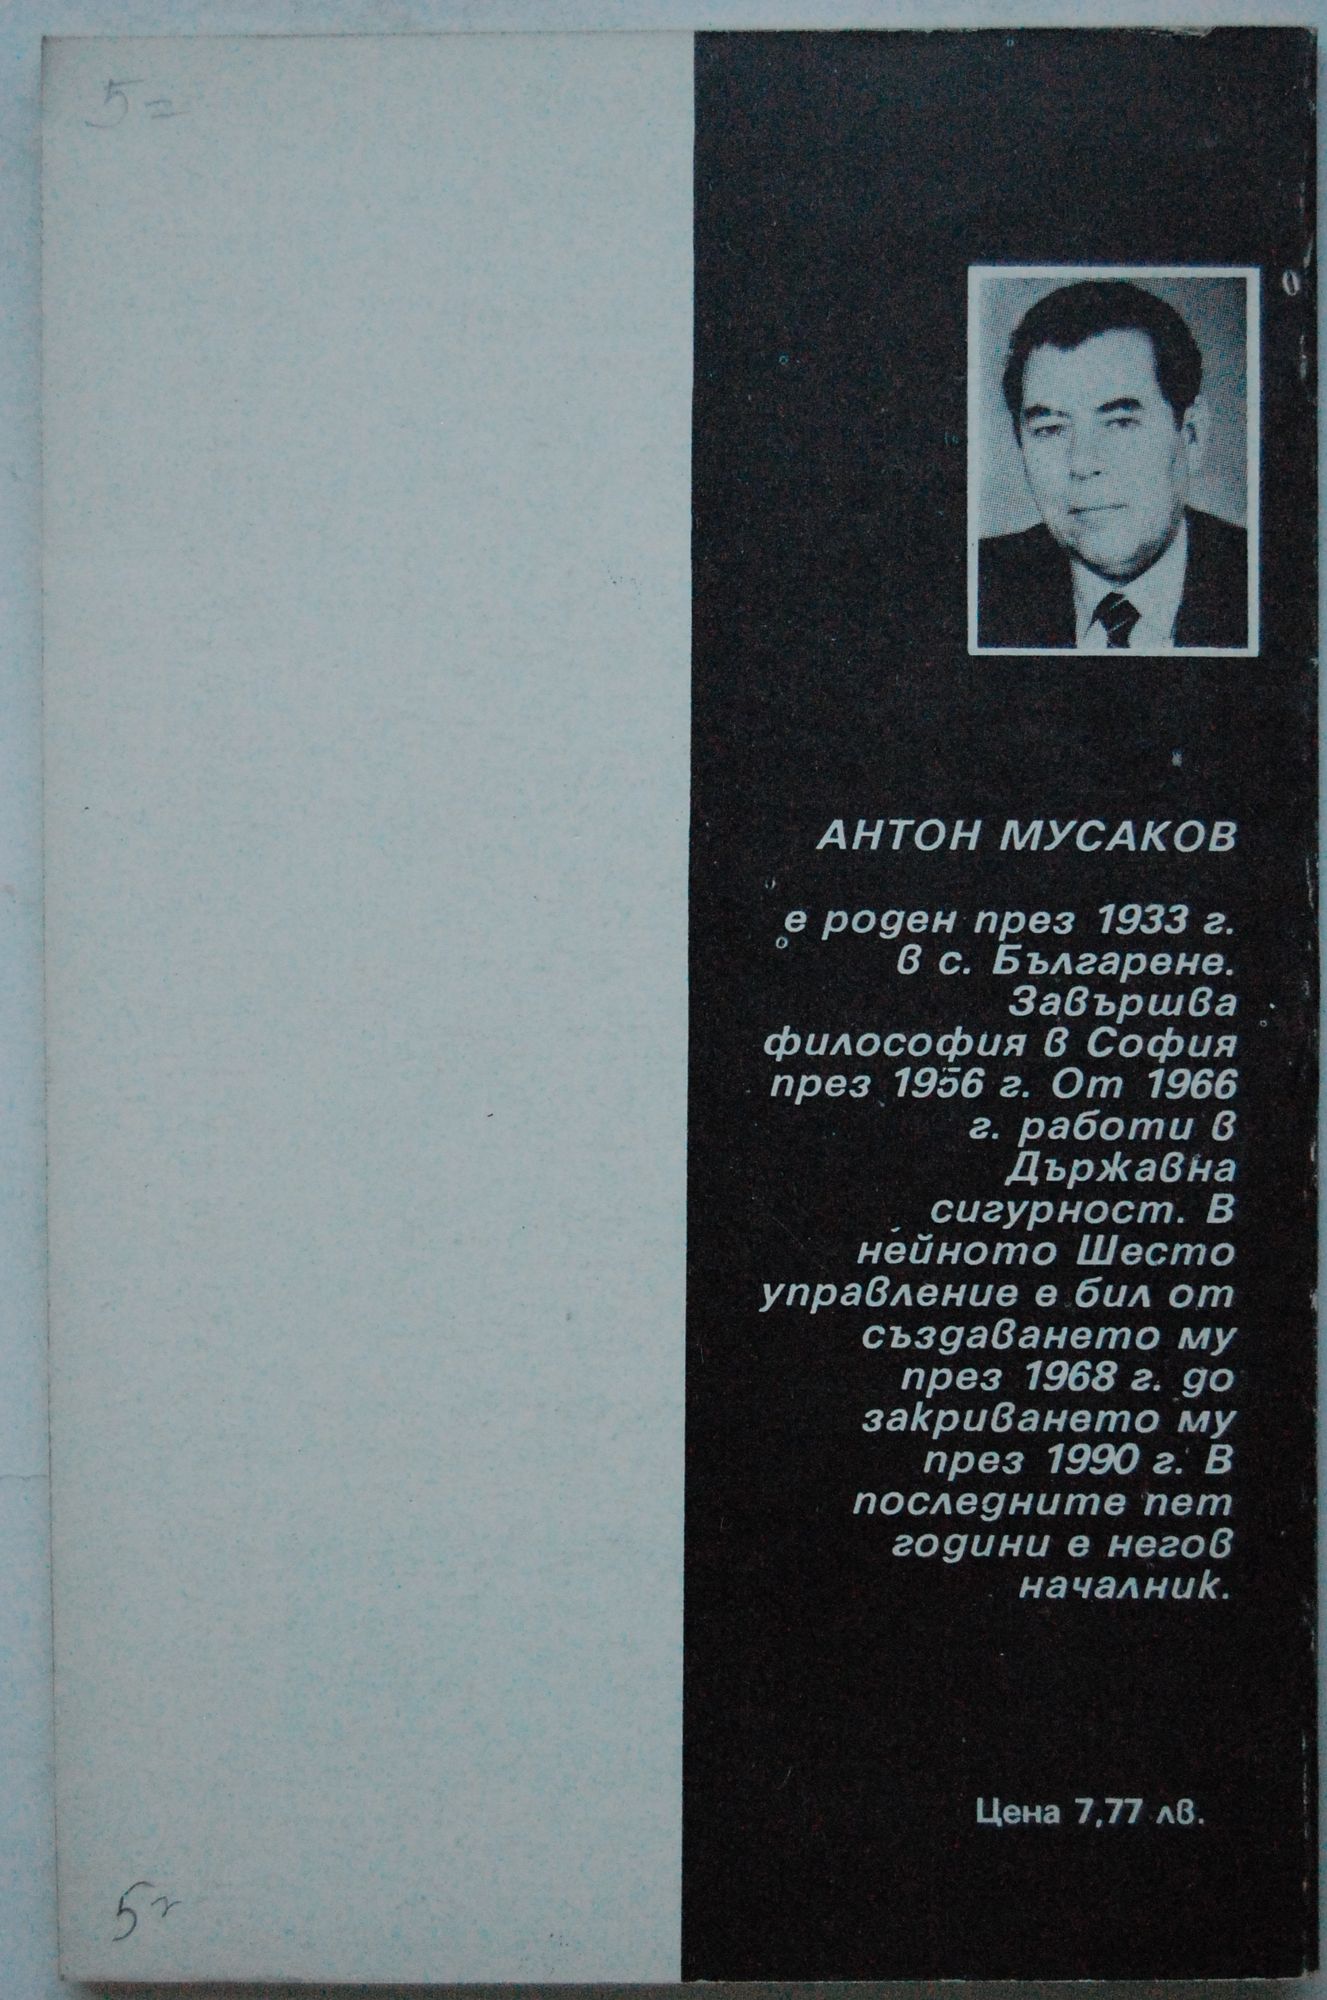 5=
АНТОН МУСАКОВ
е роден през 1933 г.
в с. Българене.
Завършва
философия в София
през 1956 г. От 1966
г. работи в
Държавна
сигурност. В
нейното Шесто
управление е бил от
създаването му
през 1968 г. до
закриването му
през 1990 г. В
последните пет
години е негов
началник.
Цена 7,77 лв.
5